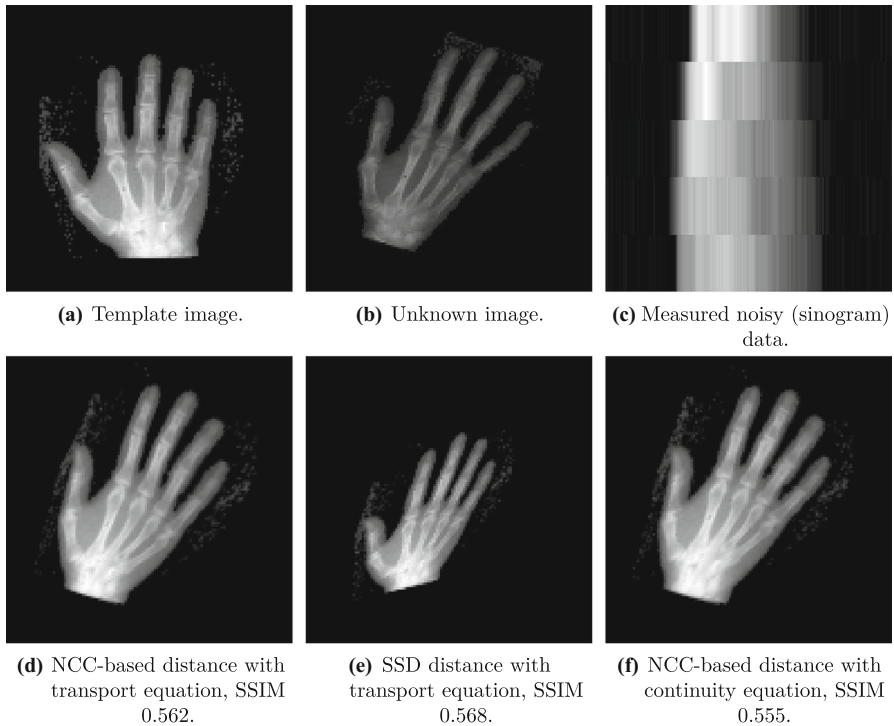 (a) Template image.
(b) Unknown image.
(c) Measured noisy (sinogram)
data.
(d) NCC-based distance with
transport equation, SSIM
0.562.
(e) SSD distance with
transport equation, SSIM
0.568.
(f) NCC-based distance with
continuity equation, SSIM
0.555.